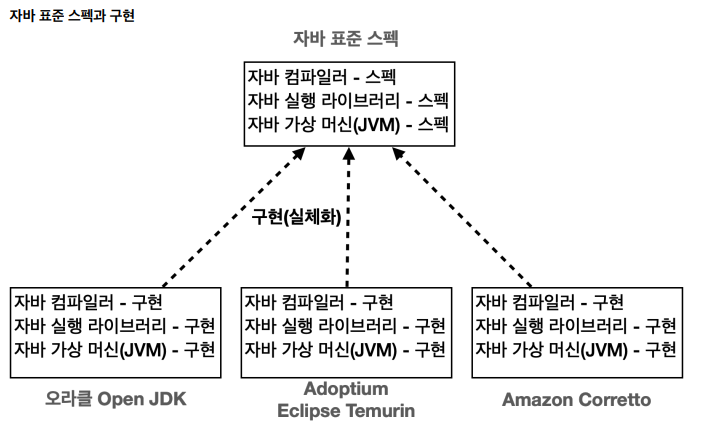 자바 표준 스펙과 구현
자바 표준 스펙
자바 컴파일러 - 스펙
자바 실행 라이브러리 - 스펙
자바 가상 머신(JVM) - 스펙
구현(실체화)
자바 컴파일러 - 구현
자바 실행 라이브러리 - 구현
자바 가상 머신(JVM) - 구현
오라클 Open JDK
자바 컴파일러 - 구현
자바 실행 라이브러리 - 구현
자바 가상 머신(JVM) - 구현
Adoptium
Eclipse Temurin
자바 컴파일러 - 구현
자바 실행 라이브러리 - 구현
자바 가상 머신(JVM) - 구현
Amazon Corretto